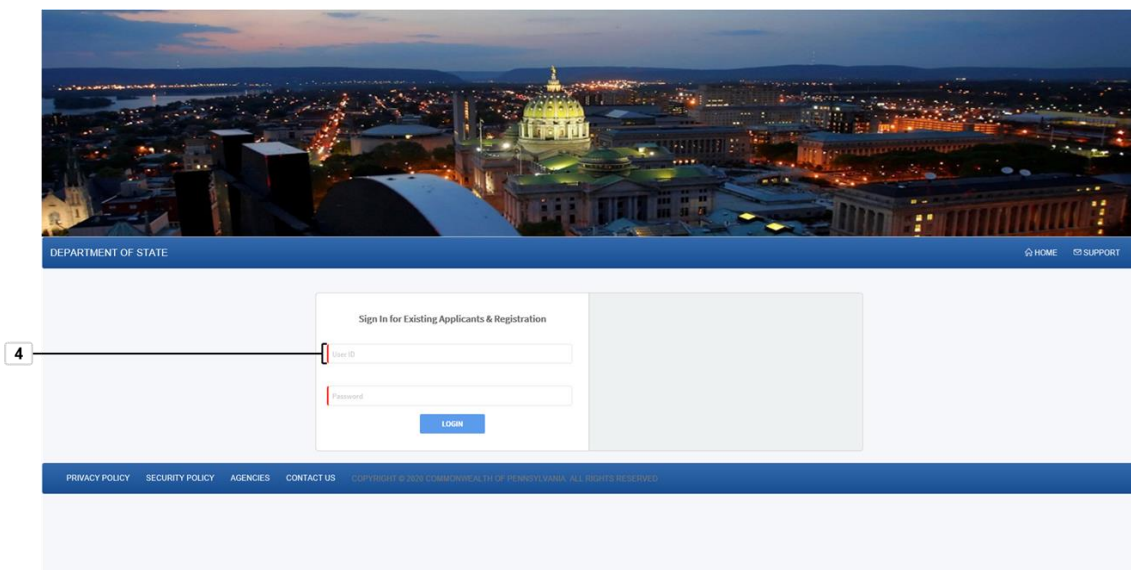 DEPARTMENT OF STATE
HOME SUPPORT
Sign In for Existing Applicants & Registration
4
User ID
Password
LOGIN
PRIVACY POLICY SECURITY POLICY AGENCIES CONTACT US COPYRIGHT © 2020 COMMONWEALTH OF PENNSYLVANIA. ALL RIGHTS RESERVED